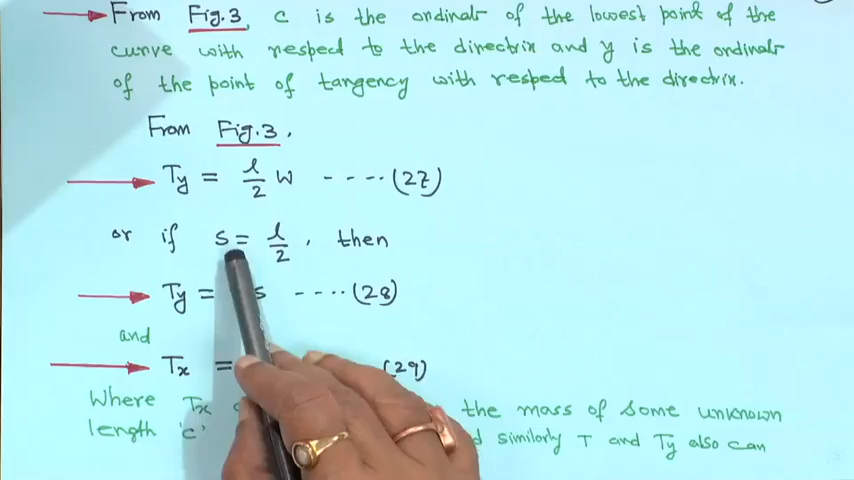 From Fig.3, c is the ordinate of the lowest point of the
curve with respect to the directrix and y is the ordinate
of the point of tangency with respect to the directrix.
From Fig.3,
Ty = l/2 w ----- (27)
or if s = l/2, then
Ty = s ---- (28)
and
Tx = (29)
Where Tx the mass of some unknown
length 'c' similarly T and Ty also can